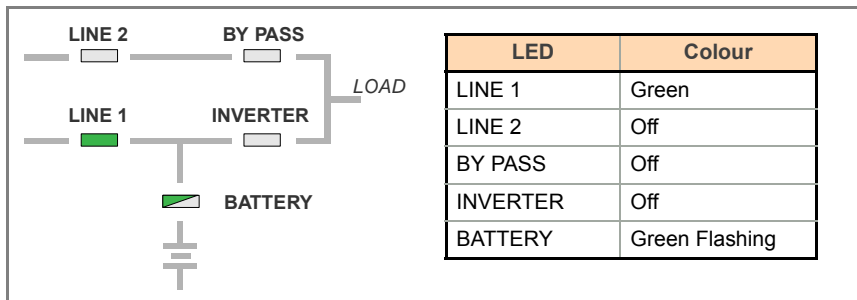 LINE 2
BY PASS
LOAD
LINE 1
INVERTER
BATTERY
LED Colour
LINE 1 Green
LINE 2 Off
BY PASS Off
INVERTER Off
BATTERY Green Flashing